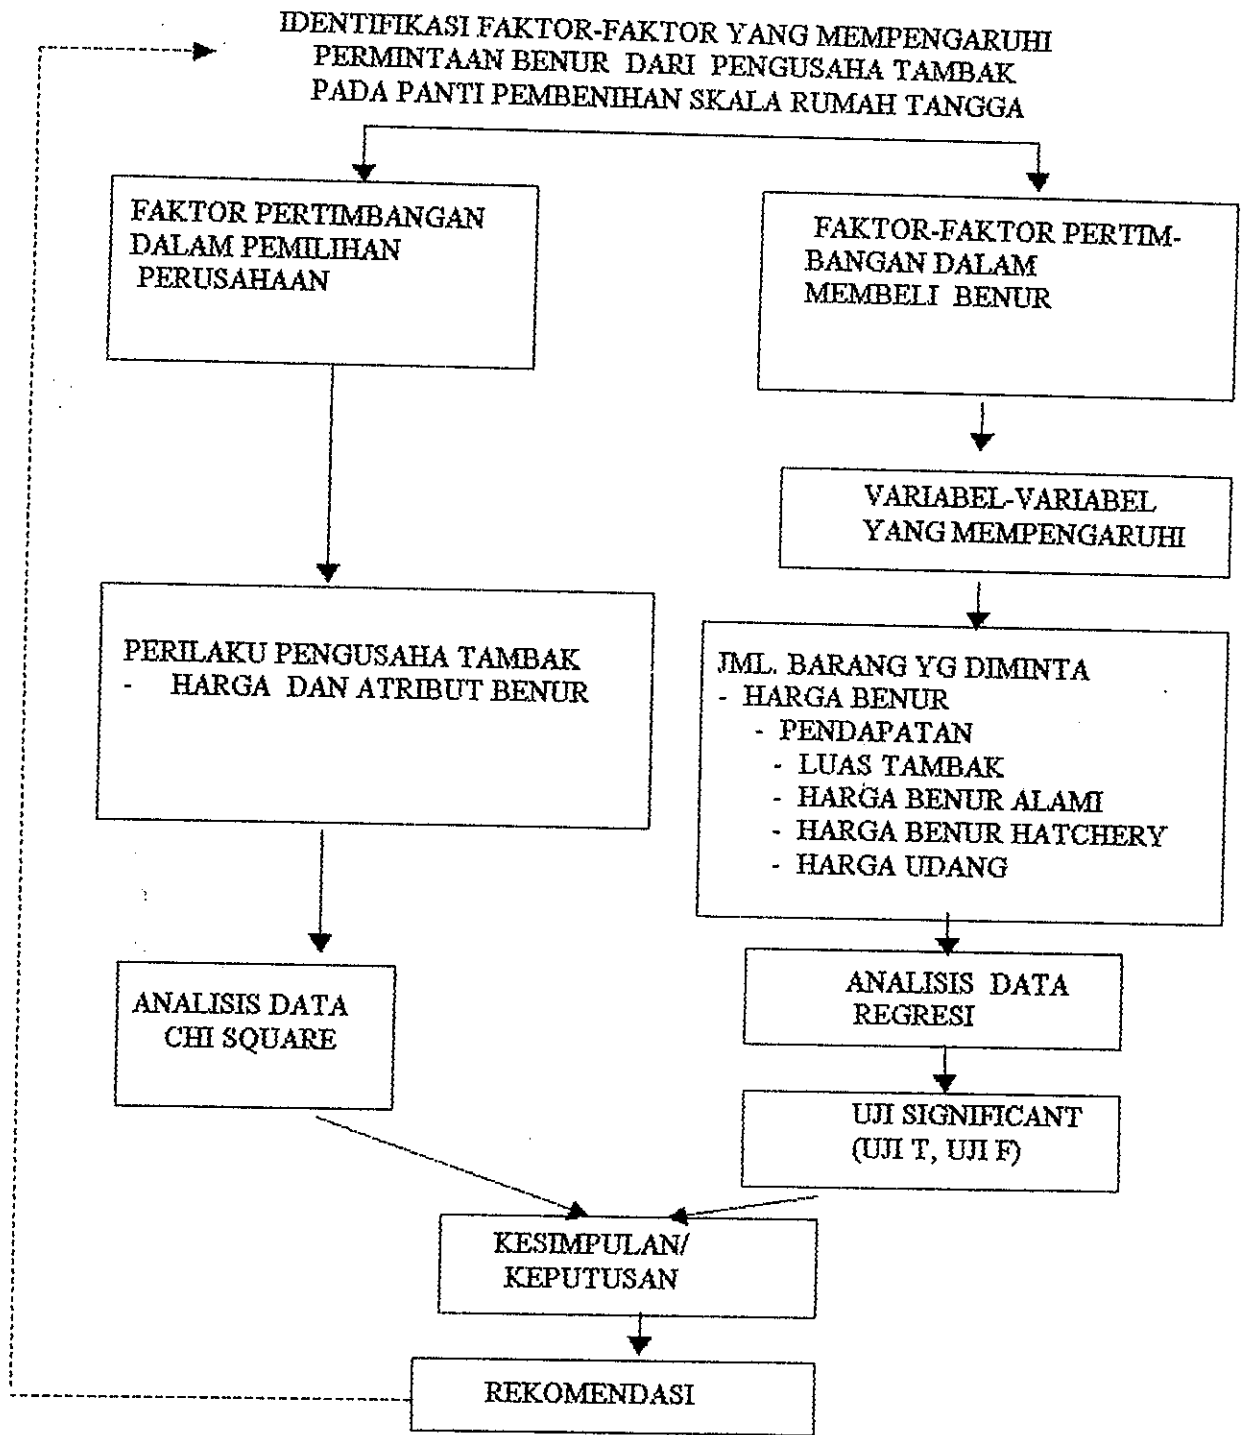 IDENTIFIKASI FAKTOR-FAKTOR YANG MEMPENGARUHI
PERMINTAAN BENUR DARI PENGUSAHA TAMBAK
PADA PANTI PEMBENIHAN SKALA RUMAH TANGGA
FAKTOR PERTIMBANGAN
DALAM PEMILIHAN
PERUSAHAAN
FAKTOR-FAKTOR PERTIM-
BANGAN DALAM
MEMBELI BENUR
VARIABEL-VARIABEL
YANG MEMPENGARUHI
PERILAKU PENGUSAHA TAMBAK
- HARGA DAN ATRIBUT BENUR
JML. BARANG YG DIMINTA
- HARGA BENUR
- PENDAPATAN
- LUAS TAMBAK
- HARGA BENUR ALAMI
- HARGA BENUR HATCHERY
- HARGA UDANG
ANALISIS DATA
CHI SQUARE
ANALISIS DATA
REGRESI
UJI SIGNIFICANT
(UJI T, UJI F)
KESIMPULAN/
KEPUTUSAN
REKOMENDASI